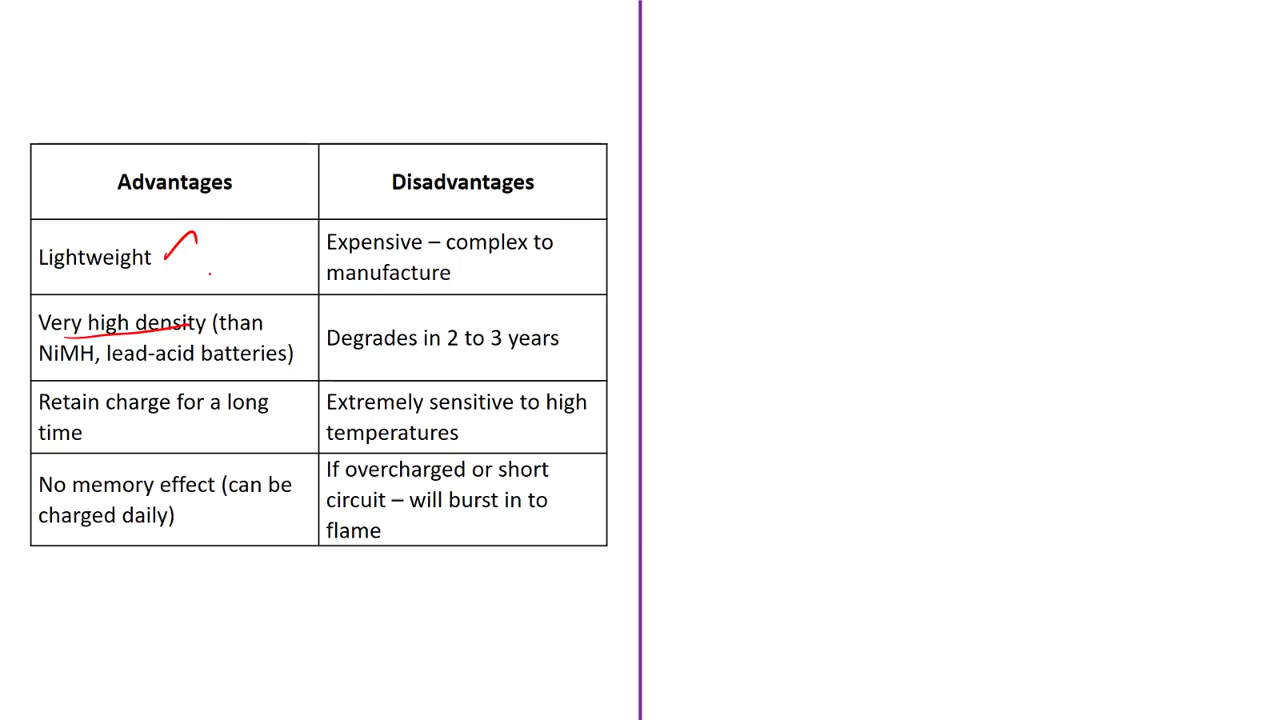 Advantages
Disadvantages
Lightweight
Expensive – complex to
manufacture
Very high density (than
NiMH, lead-acid batteries)
Degrades in 2 to 3 years
Retain charge for a long
time
Extremely sensitive to high
temperatures
No memory effect (can be
charged daily)
If overcharged or short
circuit – will burst in to
flame